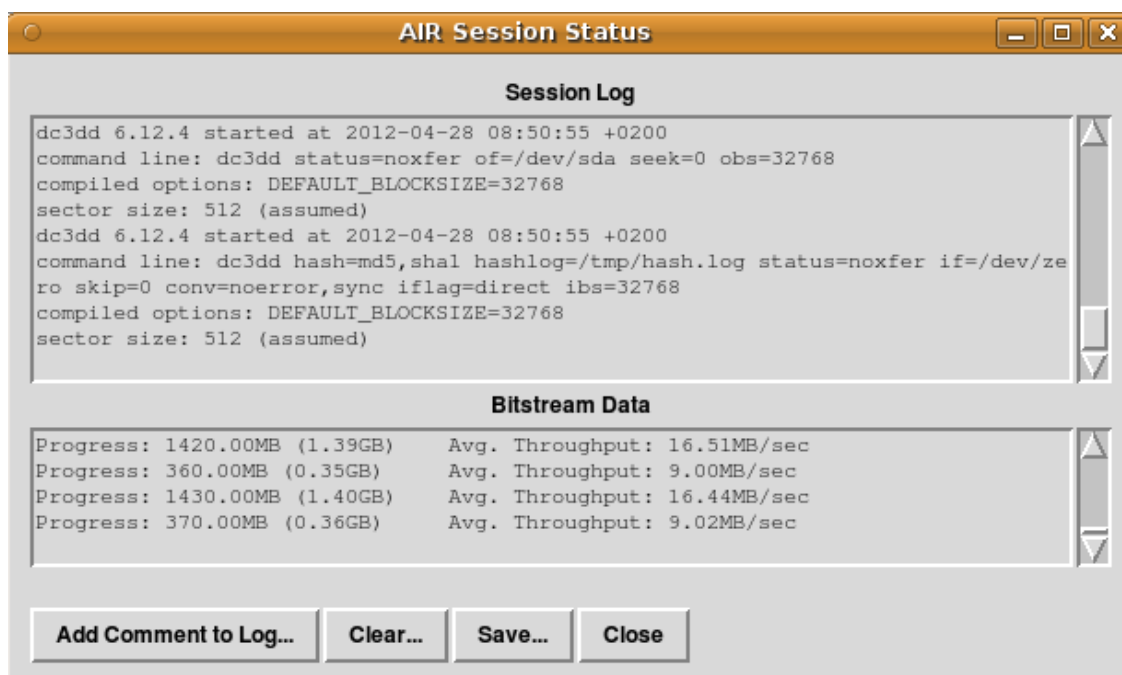 AIR Session Status
Session Log
dc3dd 6.12.4 started at 2012-04-28 08:50:55 +0200
command line: dc3dd status=noxfer of=/dev/sda seek=0 obs=32768
compiled options: DEFAULT_BLOCKSIZE=32768
sector size: 512 (assumed)
dc3dd 6.12.4 started at 2012-04-28 08:50:55 +0200
command line: dc3dd hash=md5,sha1 hashlog=/tmp/hash.log status=noxfer if=/dev/ze
ro skip=0 conv=noerror,sync iflag=direct ibs=32768
compiled options: DEFAULT_BLOCKSIZE=32768
sector size: 512 (assumed)
Bitstream Data
Progress: 1420.00MB (1.39GB) Avg. Throughput: 16.51MB/sec
Progress: 360.00MB (0.35GB) Avg. Throughput: 9.00MB/sec
Progress: 1430.00MB (1.40GB) Avg. Throughput: 16.44MB/sec
Progress: 370.00MB (0.36GB) Avg. Throughput: 9.02MB/sec
Add Comment to Log... Clear... Save... Close